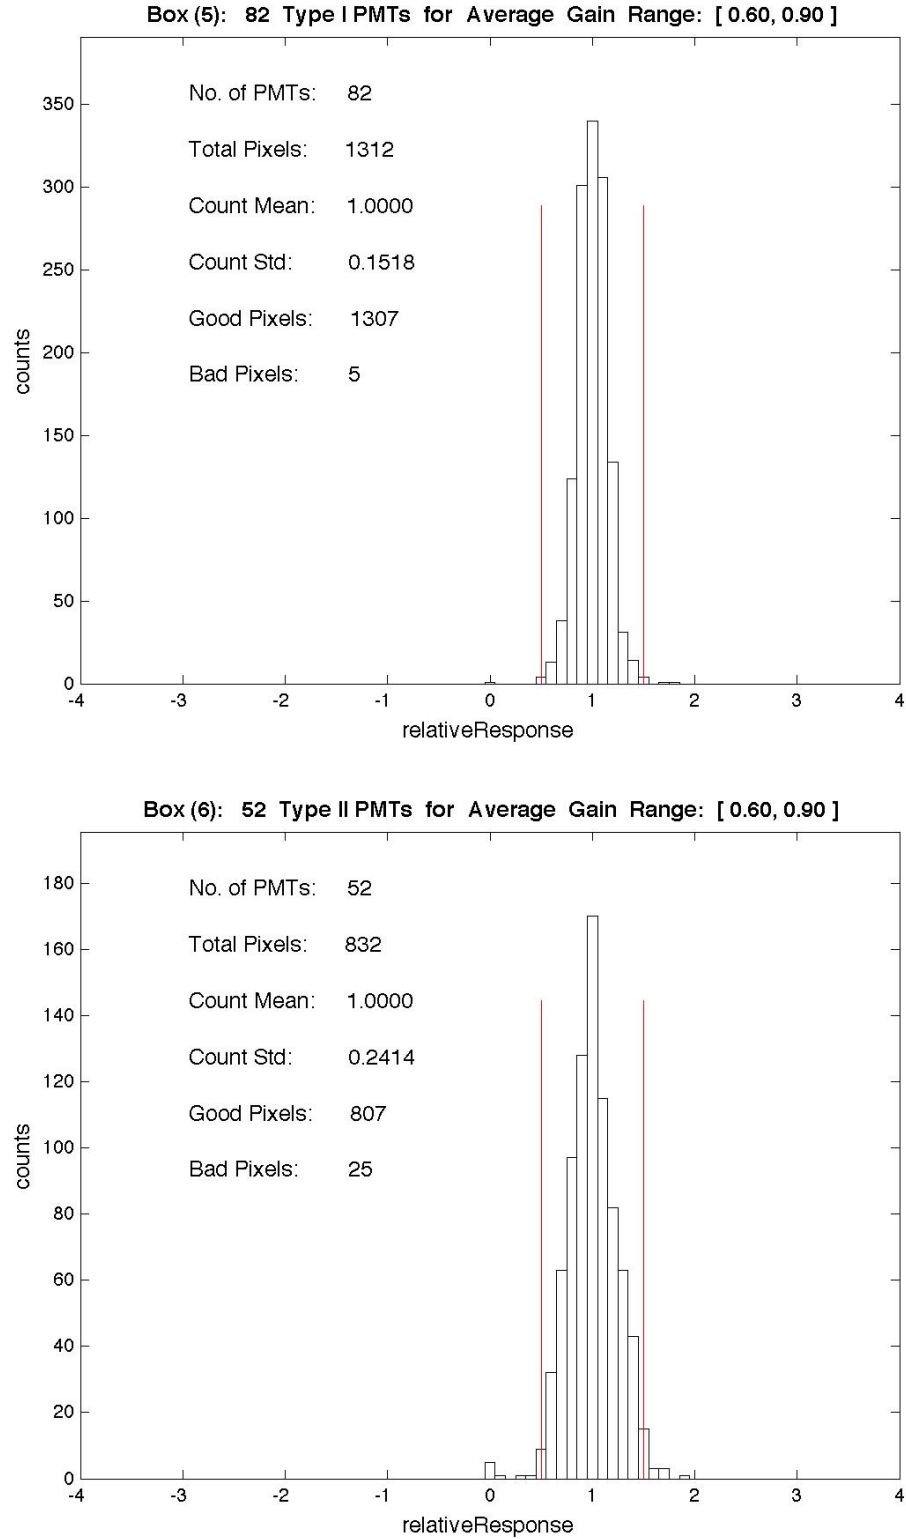 Box (5): 82 Type I PMTs for Average Gain Range: [ 0.60, 0.90 ]
No. of PMTs: 82
Total Pixels: 1312
Count Mean: 1.0000
Count Std: 0.1518
Good Pixels: 1307
Bad Pixels: 5
counts
350
300
250
200
150
100
50
0
-4 -3 -2 -1 0 1 2 3 4
relativeResponse
Box (6): 52 Type II PMTs for Average Gain Range: [ 0.60, 0.90 ]
No. of PMTs: 52
Total Pixels: 832
Count Mean: 1.0000
Count Std: 0.2414
Good Pixels: 807
Bad Pixels: 25
counts
180
160
140
120
100
80
60
40
20
0
-4 -3 -2 -1 0 1 2 3 4
relativeResponse